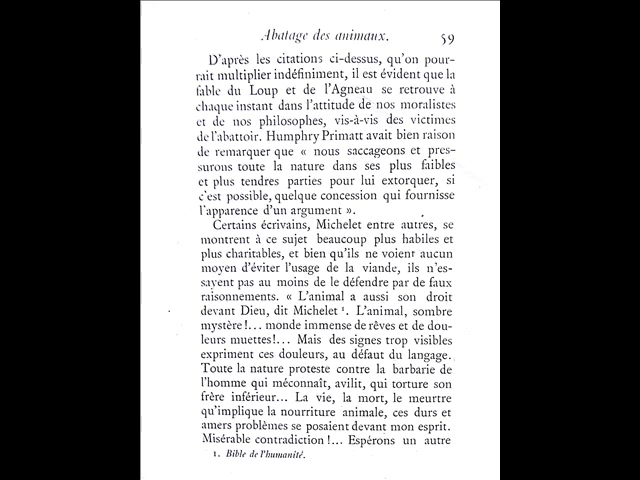 Abatage des animaux.
59
D'après les citations ci-dessus, qu'on pour-
rait multiplier indéfiniment, il est évident que la
fable du Loup et de l'Agneau se retrouve à
chaque instant dans l'attitude de nos moralistes
et de nos philosophes, vis-à-vis des victimes
de l'abattoir. Humphry Primatt avait bien raison
de remarquer que « nous saccageons et pres-
surons toute la nature dans ses plus faibles
et plus tendres parties pour lui extorquer, si
c'est possible, quelque concession qui fournisse
l'apparence d'un argument ».
Certains écrivains, Michelet entre autres, se
montrent à ce sujet beaucoup plus habiles et
plus charitables, et bien qu'ils ne voient aucun
moyen d'éviter l'usage de la viande, ils n'es-
sayent pas au moins de le défendre par de faux
raisonnements. « L'animal a aussi son droit
devant Dieu, dit Michelet ¹. L'animal, sombre
mystère!... monde immense de rêves et de dou-
leurs muettes!... Mais des signes trop visibles
expriment ces douleurs, au défaut du langage.
Toute la nature proteste contre la barbarie de
l'homme qui méconnaît, avilit, qui torture son
frère inférieur... La vie, la mort, le meurtre
qu'implique la nourriture animale, ces durs et
amers problèmes se posaient devant mon esprit.
Misérable contradiction!... Espérons un autre
1. Bible de l'humanité.